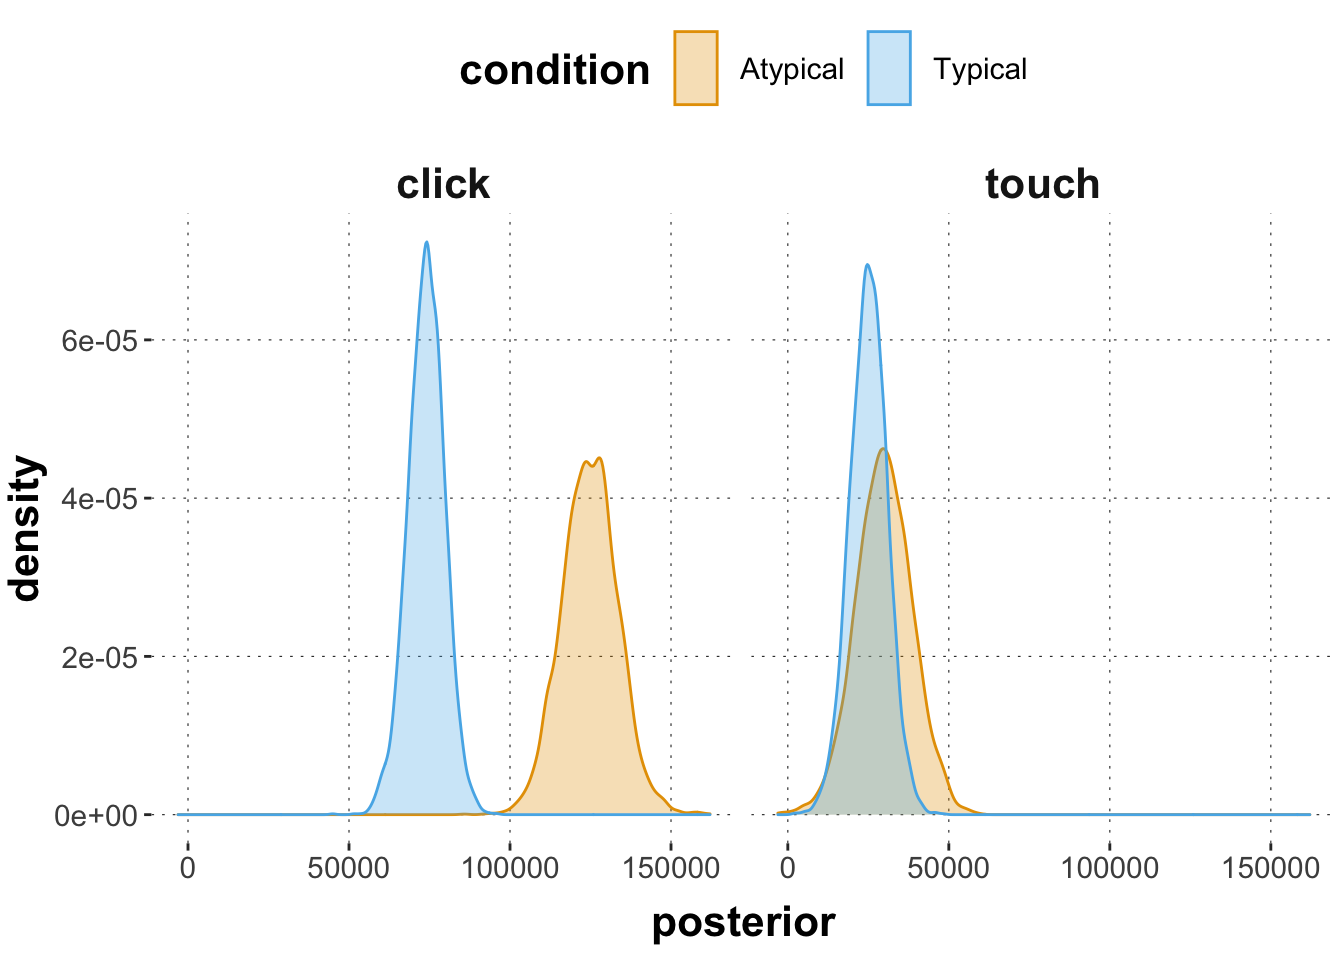 condition Atypical Typical
click touch
6e-05
4e-05
2e-05
0e+00
density
0 50000 100000 150000 0 50000 100000 150000
posterior